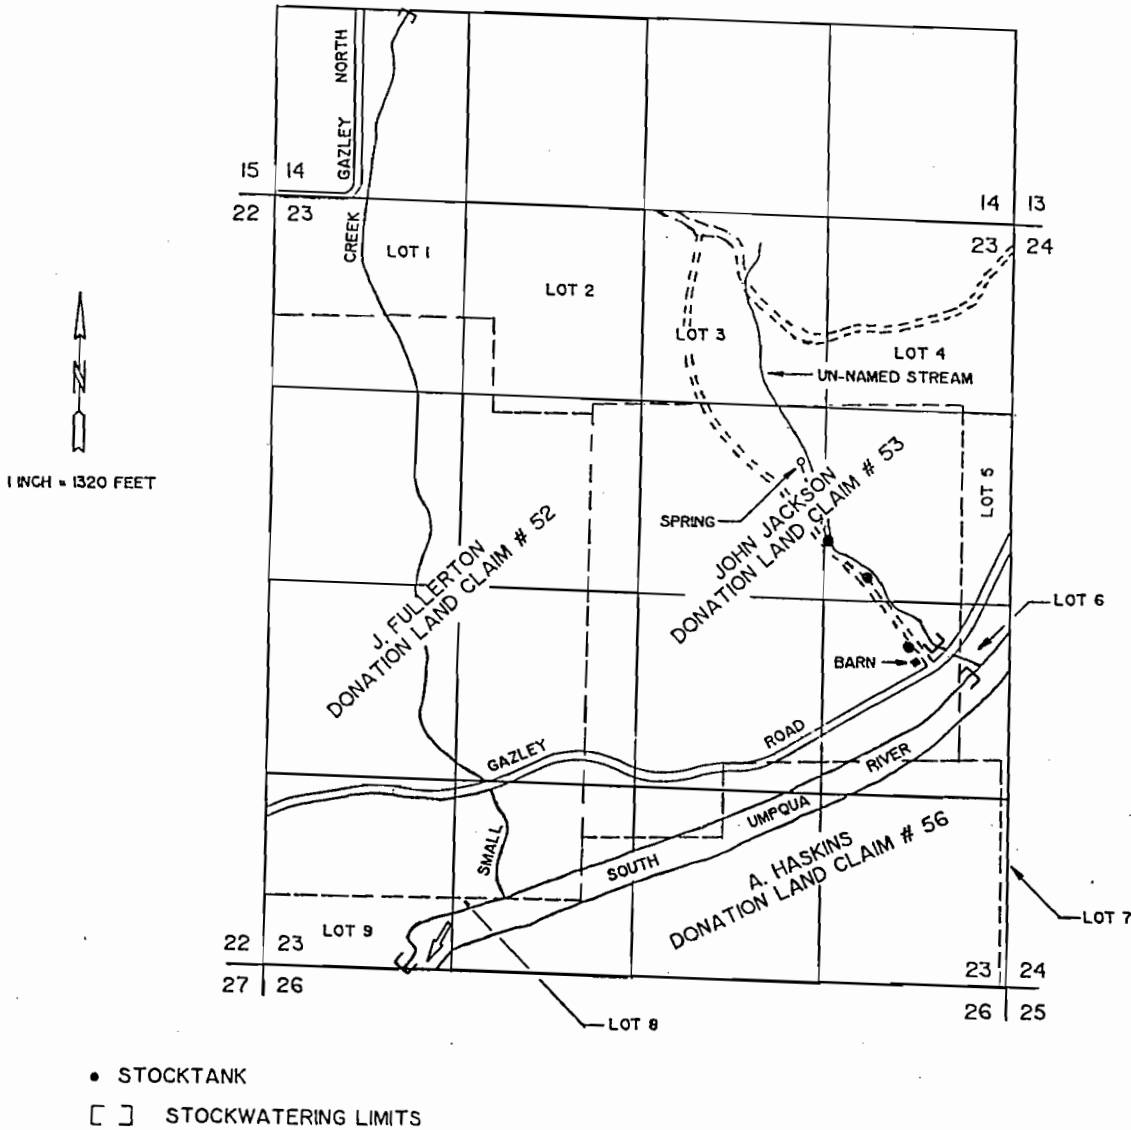 GAZLEY NORTH
15 14
22 23
14 13
23 24
CREEK
LOT 1
LOT 2
LOT 3
LOT 4
UN-NAMED STREAM
N
1 INCH = 1320 FEET
LOT 5
SPRING
JOHN JACKSON
DONATION LAND CLAIM # 53
J. FULLERTON
DONATION LAND CLAIM # 52
LOT 6
BARN
GAZLEY ROAD
SMALL
SOUTH UMPQUA RIVER
A. HASKINS
DONATION LAND CLAIM # 56
LOT 7
LOT 9
22 23
27 26
23 24
26 25
LOT 8
• STOCKTANK
[ ] STOCKWATERING LIMITS